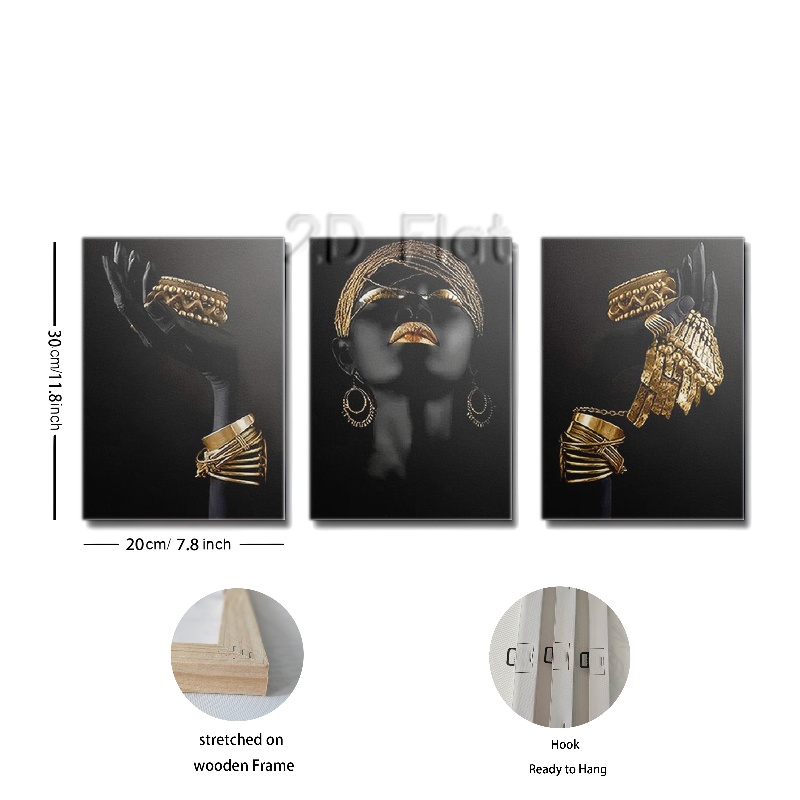 2D Flat
30cm/11.8inch
20cm/ 7.8 inch
stretched on
wooden Frame
Hook
Ready to Hang